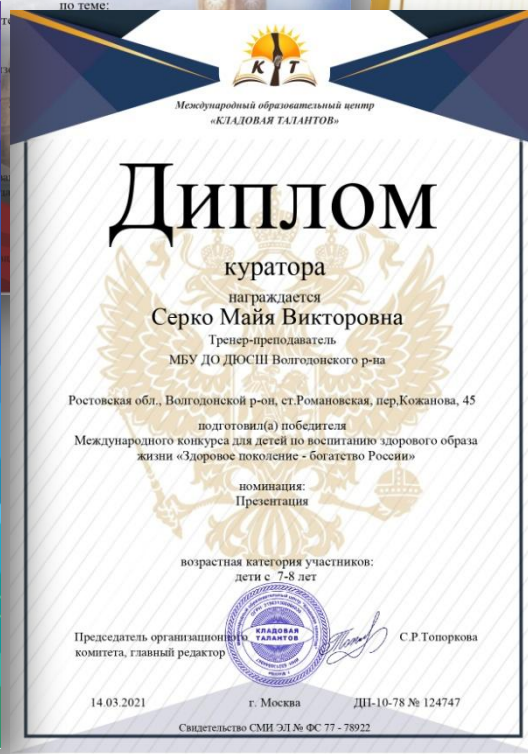 по теме:
К Т
Международный образовательный центр
«КЛАДОВАЯ ТАЛАНТОВ»
Диплом
куратора
награждается
Серко Майя Викторовна
Тренер-преподаватель
МБУ ДО ДЮСШ Волгодонского р-на
Ростовская обл., Волгодонской р-он, ст.Романовская, пер.Кожанова, 45
подготовил(а) победителя
Международного конкурса для детей по воспитанию здорового образа
жизни «Здоровое поколение - богатство России»
номинация:
Презентация
возрастная категория участников:
дети с 7-8 лет
Председатель организационного
комитета, главный редактор
КЛАДОВАЯ
ТАЛАНТОВ
С.Р.Топоркова
14.03.2021 г. Москва ДП-10-78 № 124747
Свидетельство СМИ ЭЛ № ФС 77 - 78922